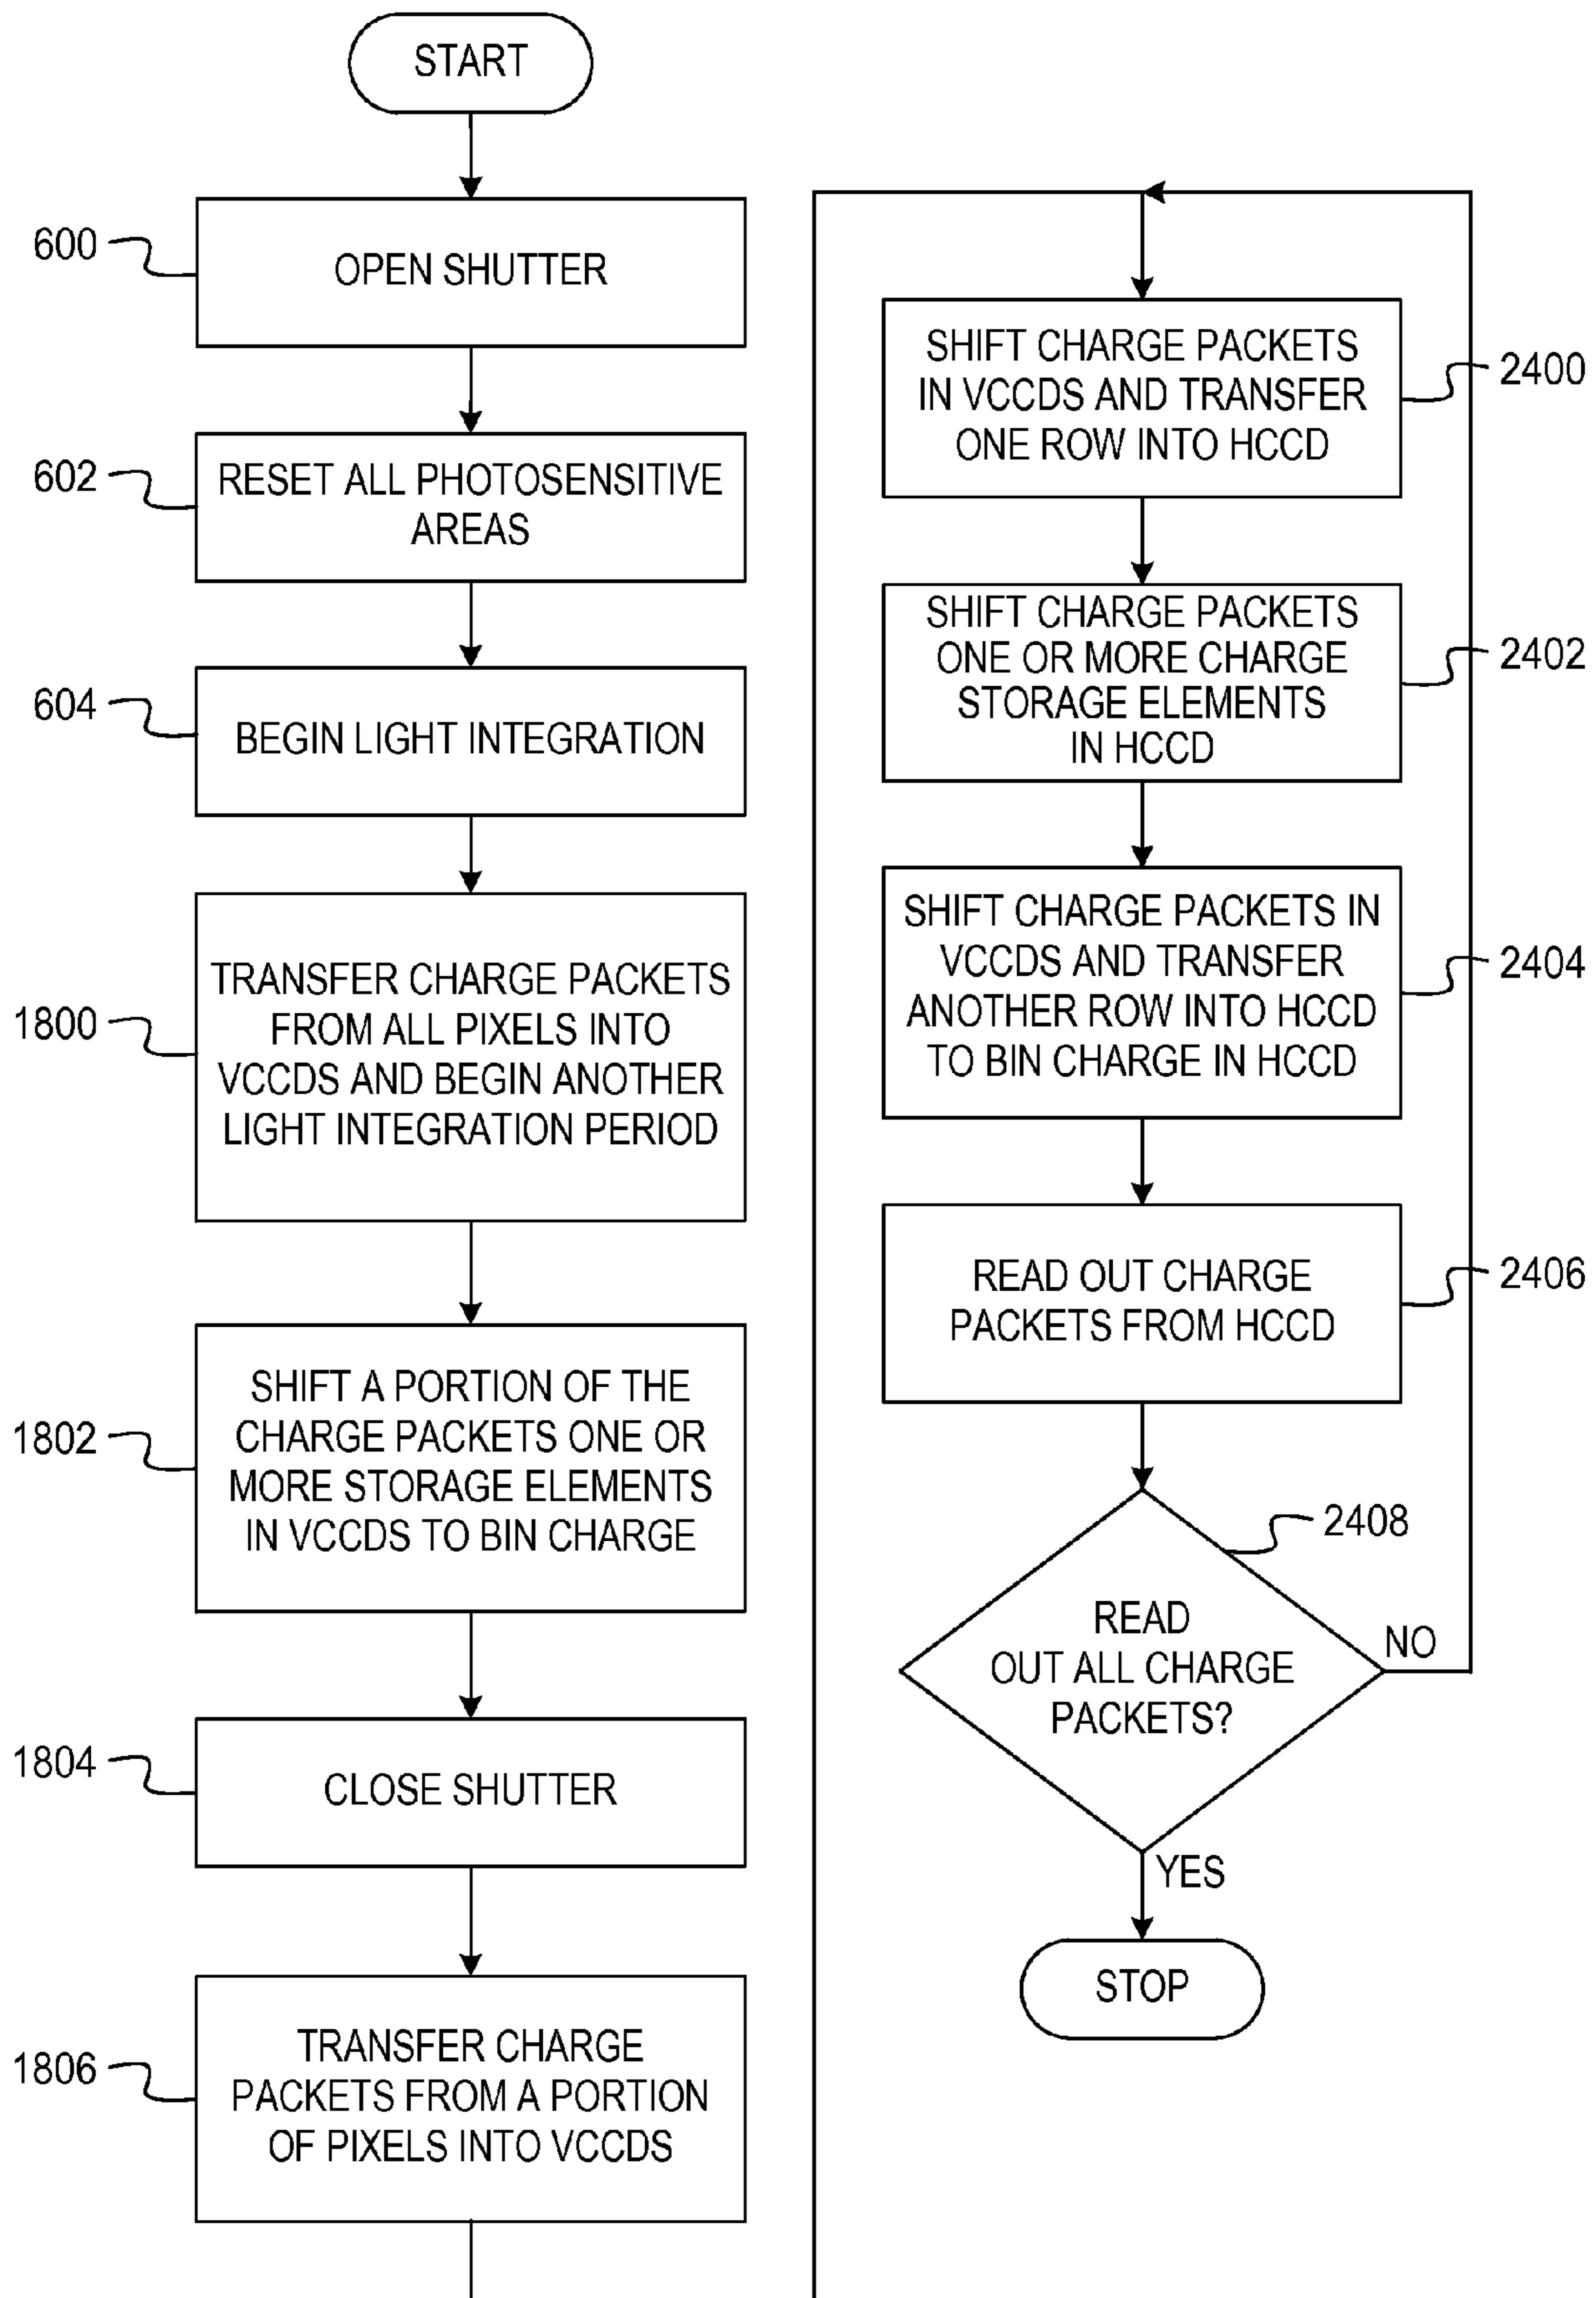 START
600
OPEN SHUTTER
602
RESET ALL PHOTOSENSITIVE
AREAS
604
BEGIN LIGHT INTEGRATION
1800
TRANSFER CHARGE PACKETS
FROM ALL PIXELS INTO
VCCDS AND BEGIN ANOTHER
LIGHT INTEGRATION PERIOD
1802
SHIFT A PORTION OF THE
CHARGE PACKETS ONE OR
MORE STORAGE ELEMENTS
IN VCCDS TO BIN CHARGE
1804
CLOSE SHUTTER
1806
TRANSFER CHARGE
PACKETS FROM A PORTION
OF PIXELS INTO VCCDS
SHIFT CHARGE PACKETS
IN VCCDS AND TRANSFER
ONE ROW INTO HCCD
2400
SHIFT CHARGE PACKETS
ONE OR MORE CHARGE
STORAGE ELEMENTS
IN HCCD
2402
SHIFT CHARGE PACKETS IN
VCCDS AND TRANSFER
ANOTHER ROW INTO HCCD
TO BIN CHARGE IN HCCD
2404
READ OUT CHARGE
PACKETS FROM HCCD
2406
2408
READ
OUT ALL CHARGE
PACKETS?
NO
YES
STOP